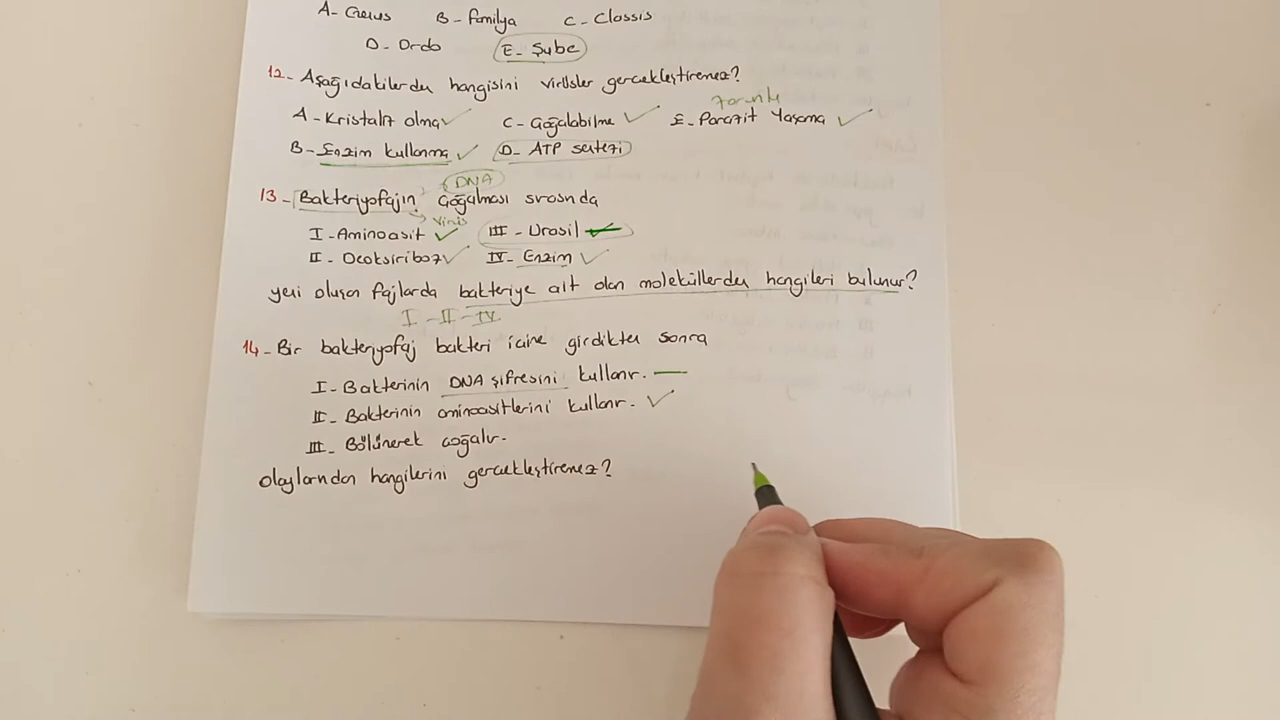 A- Genus B- Familya C- Classis
D- Ordo E- Şube
12- Aşağıdakilerden hangisini virüsler gerçekleştiremez?
zorunlu
A- Kristaliz olma ✓ C- Çoğalabilme ✓ E- Parazit Yaşama ✓
B- Enzim kullanma ✓ D- ATP sentezi
DNA
13- Bakteriyofajın çoğalması sırasında
virüs
I- Aminoasit ✓ III- Urasil
II- Deoksiriboz ✓ IV- Enzim ✓
yeni oluşan fajlarda bakteriye ait olan moleküllerden hangileri bulunur?
I - II - IV
14- Bir bakteriyofaj bakteri içine girdikten sonra
I- Bakterinin DNA şifresini kullanır. —
II- Bakterinin aminoasitlerini kullanır. ✓
III- Bölünerek çoğalır.
olaylarından hangilerini gerçekleştiremez?